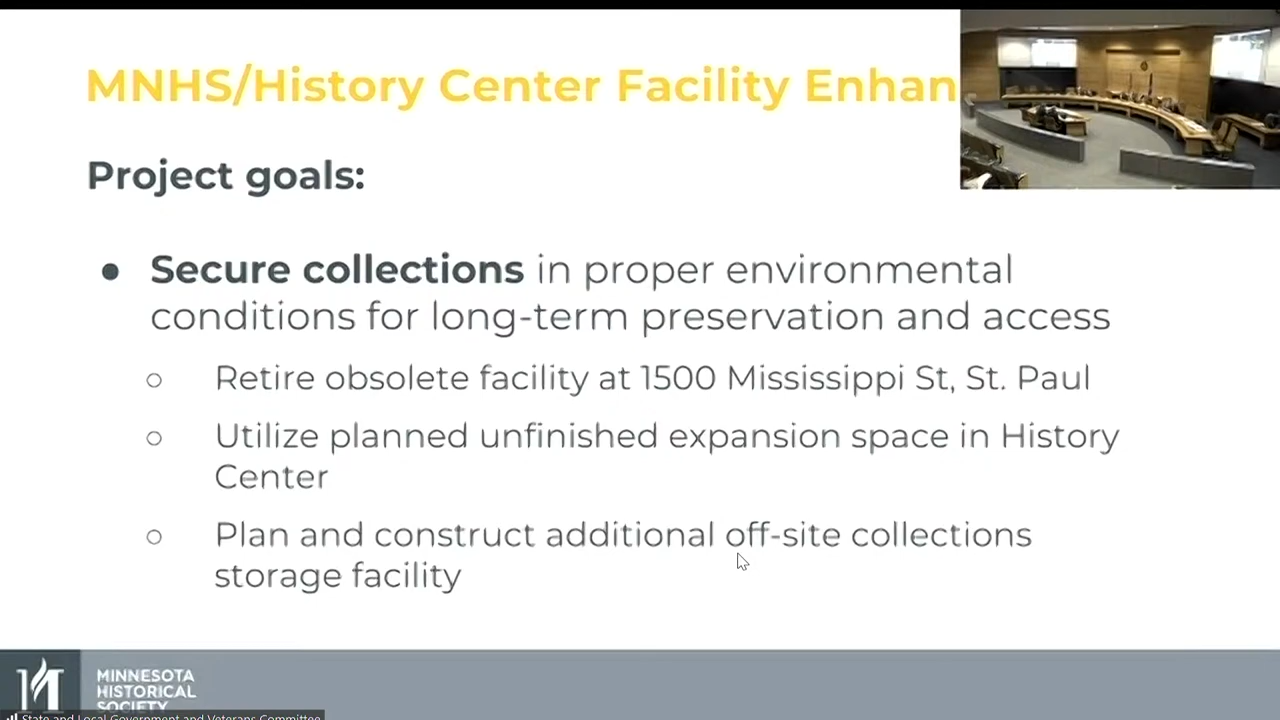 MNHS/History Center Facility Enhan
Project goals:
● Secure collections in proper environmental
conditions for long-term preservation and access
○ Retire obsolete facility at 1500 Mississippi St, St. Paul
○ Utilize planned unfinished expansion space in History
Center
○ Plan and construct additional off-site collections
storage facility
MINNESOTA
HISTORICAL
SOCIETY
State and Local Government and Veterans Committee